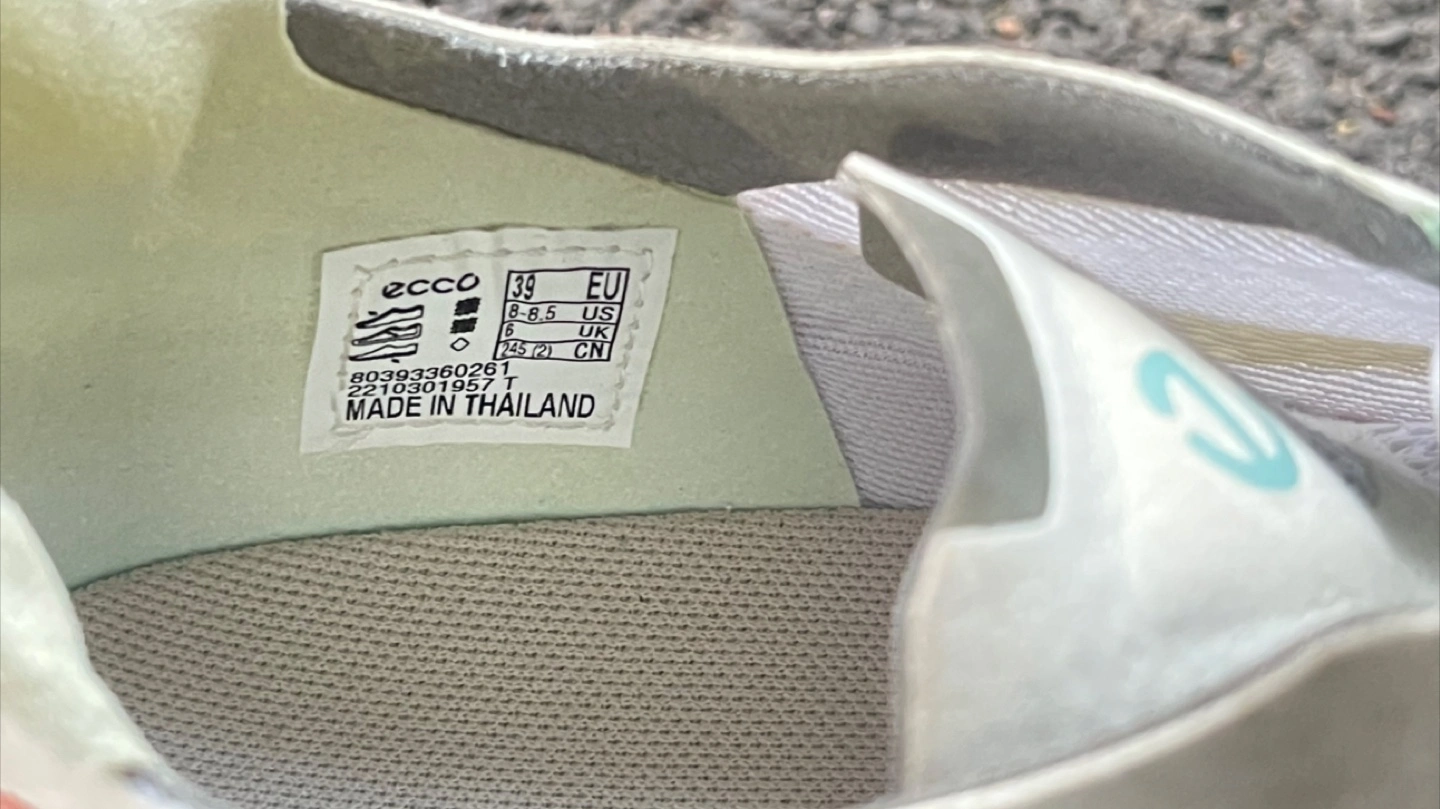 ecco
39 EU
8-8.5 US
6 UK
245 (2) CN
80393360261
2210301957 T
MADE IN THAILAND